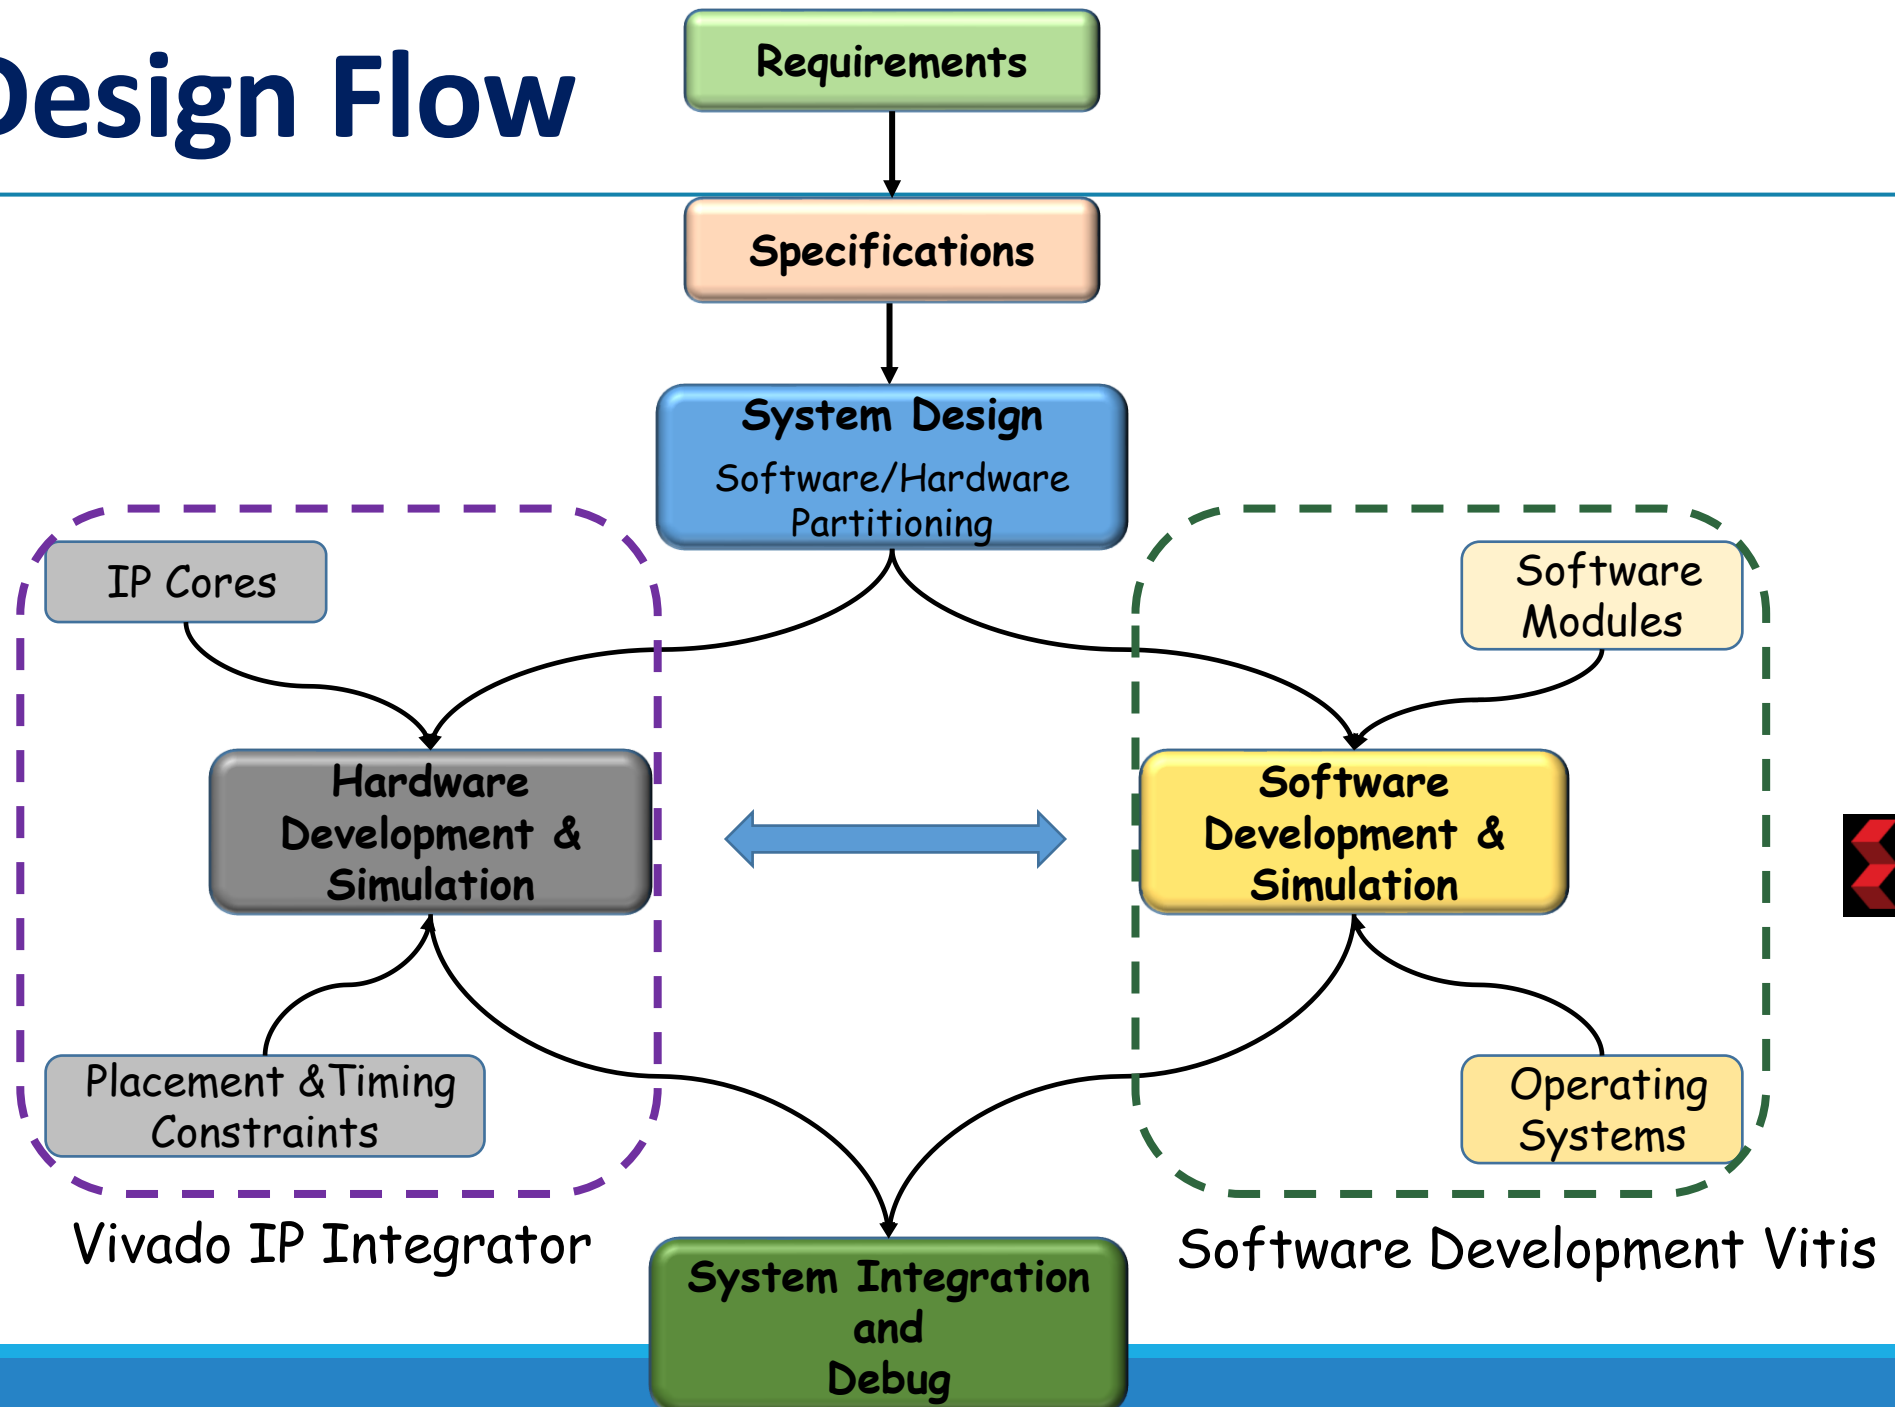 Design Flow
Requirements
Specifications
System Design
Software/Hardware
Partitioning
IP Cores
Software
Modules
Hardware
Development &
Simulation
Software
Development &
Simulation
Placement &Timing
Constraints
Operating
Systems
Vivado IP Integrator
Software Development Vitis
System Integration
and
Debug